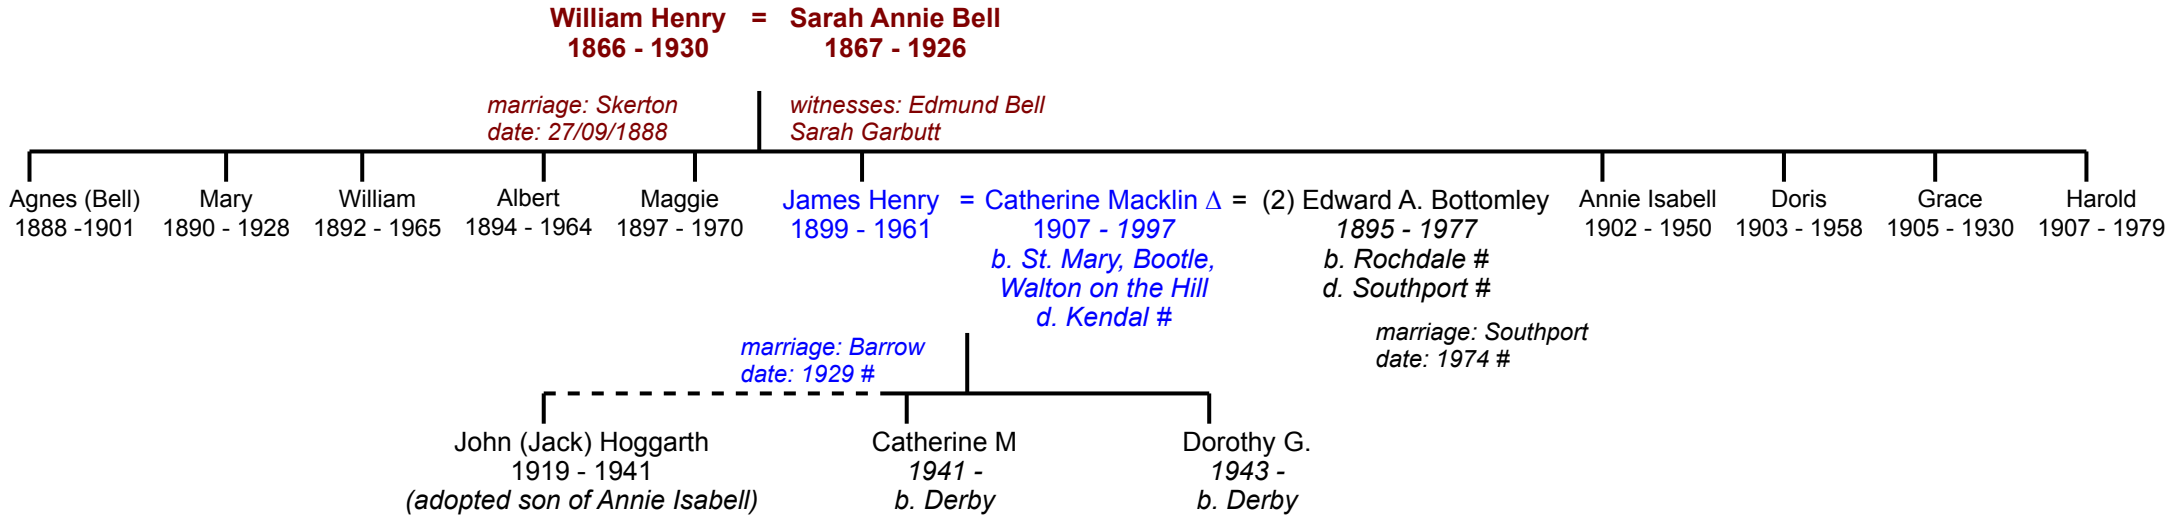 William Henry = Sarah Annie Bell
1866 - 1930 1867 - 1926
marriage: Skerton witnesses: Edmund Bell
date: 27/09/1888 Sarah Garbutt
Agnes (Bell) Mary William Albert Maggie James Henry = Catherine Macklin Δ = (2) Edward A. Bottomley Annie Isabell Doris Grace Harold
1888 -1901 1890 - 1928 1892 - 1965 1894 - 1964 1897 - 1970 1899 - 1961 1907 - 1997 1895 - 1977 1902 - 1950 1903 - 1958 1905 - 1930 1907 - 1979
b. St. Mary, Bootle, b. Rochdale #
Walton on the Hill d. Southport #
d. Kendal #
marriage: Southport
marriage: Barrow date: 1974 #
date: 1929 #
John (Jack) Hoggarth Catherine M Dorothy G.
1919 - 1941 1941 - 1943 -
(adopted son of Annie Isabell) b. Derby b. Derby